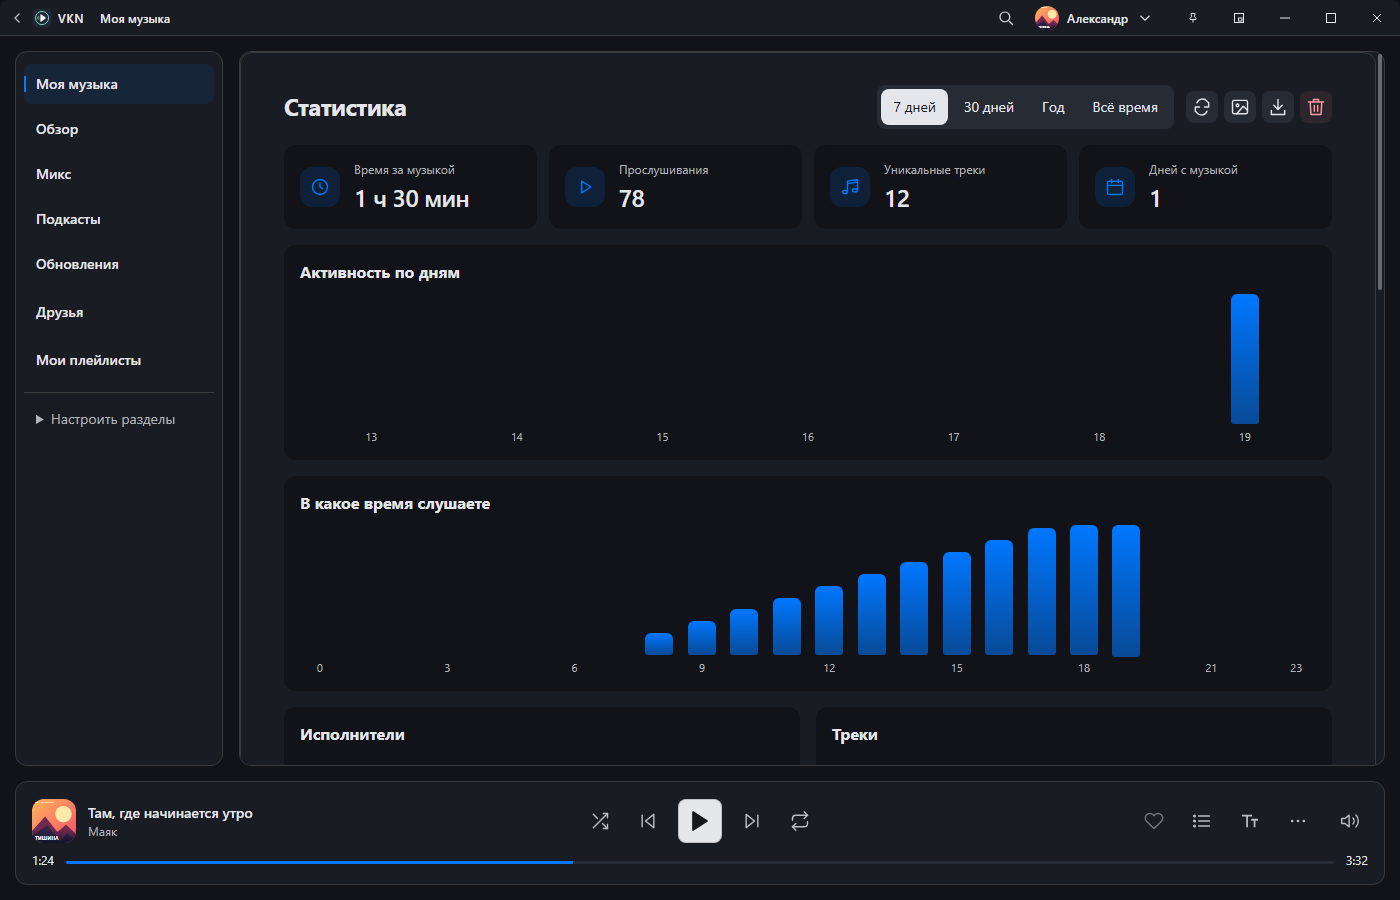 VKN Моя музыка
Александр
Моя музыка
Обзор
Микс
Подкасты
Обновления
Друзья
Мои плейлисты
Настроить разделы
Статистика
7 дней 30 дней Год Всё время
Время за музыкой
1 ч 30 мин
Прослушивания
78
Уникальные треки
12
Дней с музыкой
1
Активность по дням
13 14 15 16 17 18 19
В какое время слушаете
0 3 6 9 12 15 18 21 23
Исполнители
Треки
ТИШИНА
Там, где начинается утро
Маяк
1:24
3:32